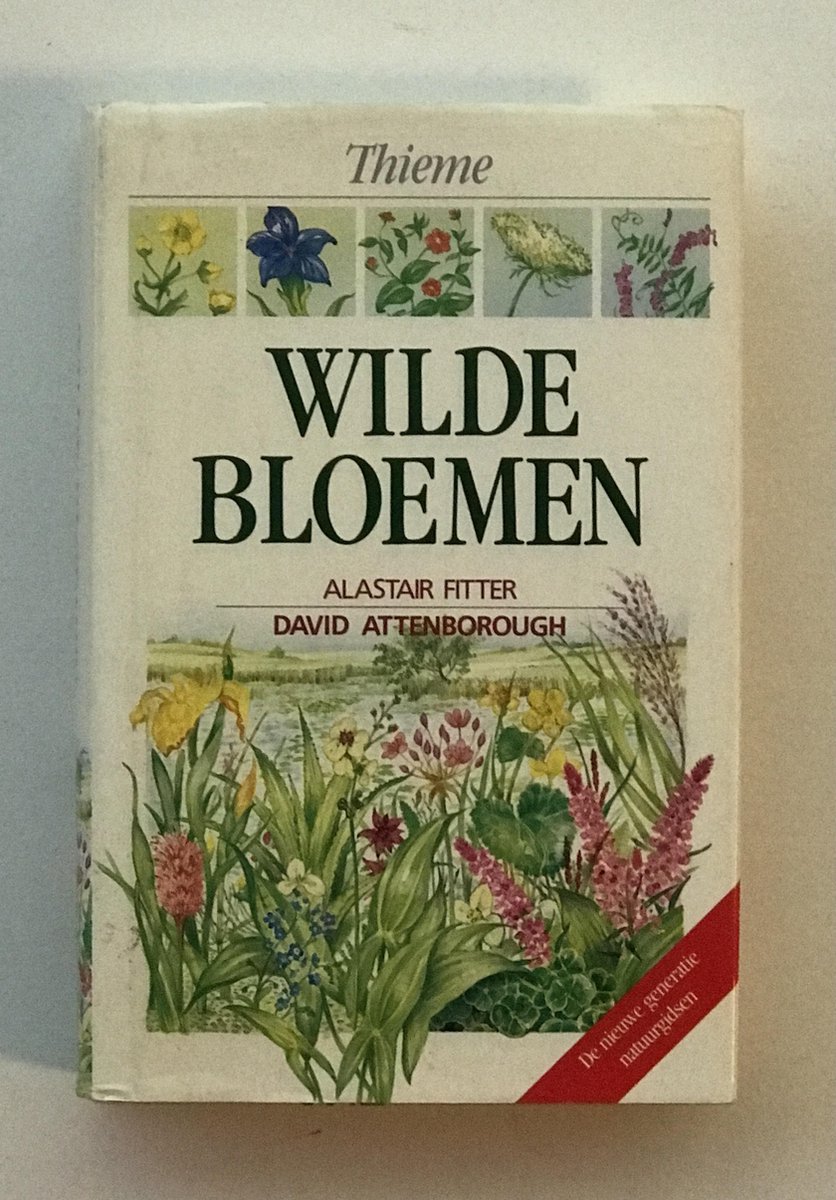 Thieme
WILDE
BLOEMEN
ALASTAIR FITTER
DAVID ATTENBOROUGH
De nieuwe generatie
natuurgidsen